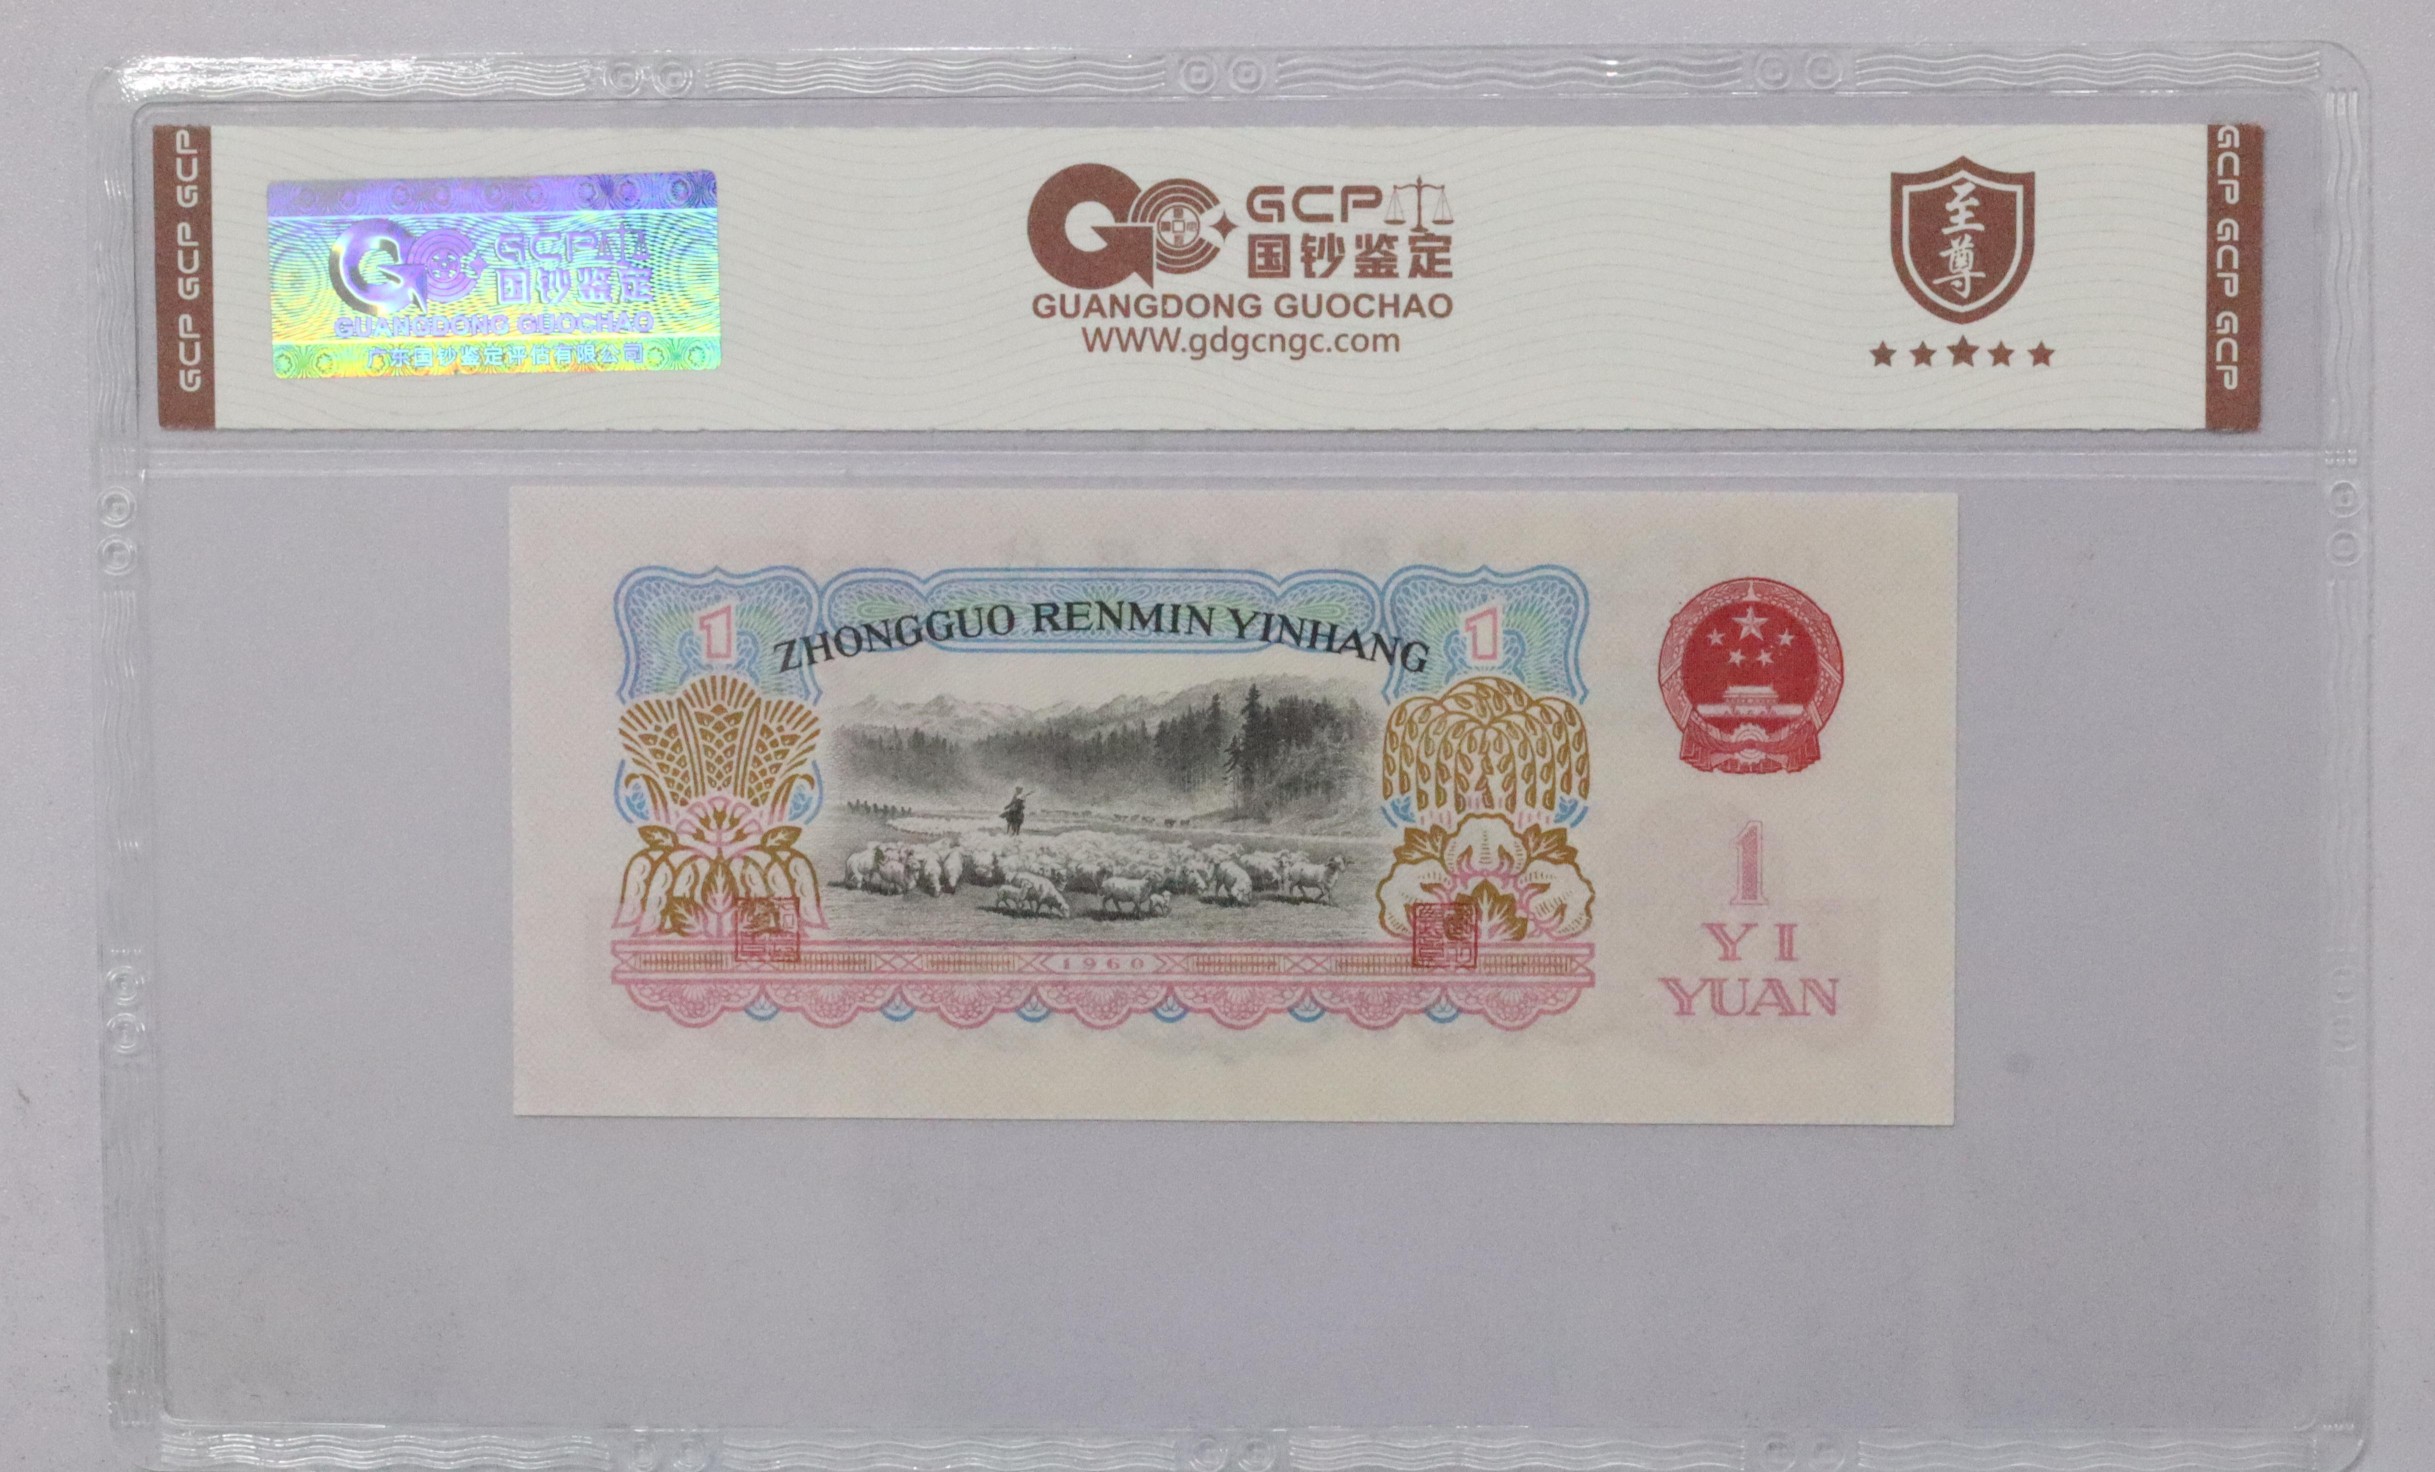 GCP GCP GCP
GCP
国钞鉴定
GUANGDONG GUOCHAO
广东国钞鉴定评估有限公司
GCP
国钞鉴定
GUANGDONG GUOCHAO
WWW.gdgcngc.com
至尊
GCP GCP GCP
1
ZHONGGUO RENMIN YINHANG
1
1960
1
YI
YUAN